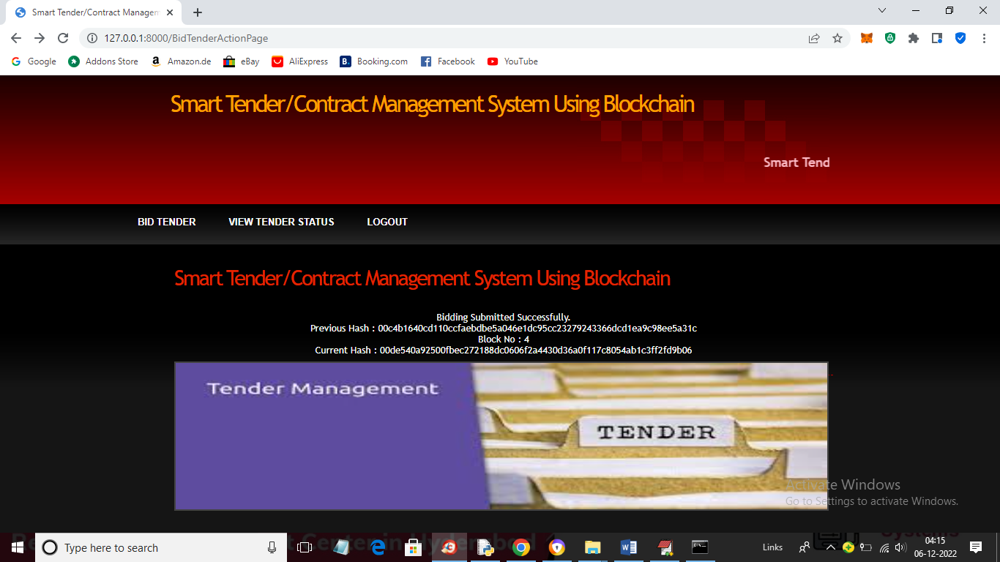 Smart Tender/Contract Managem
127.0.0.1:8000/BidTenderActionPage
Google Addons Store Amazon.de eBay AliExpress Booking.com Facebook YouTube
Smart Tender/Contract Management System Using Blockchain
Smart Tend
BID TENDER VIEW TENDER STATUS LOGOUT
Smart Tender/Contract Management System Using Blockchain
Bidding Submitted Successfully.
Previous Hash : 00c4b1640cd110ccfaebdbe5a046e1dc95cc23279243366dcd1ea9c98ee5a31c
Block No : 4
Current Hash : 00de540a92500fbec272188dc0606f2a4430d36a0f117c8054ab1c3ff2fd9b06
Tender Management
TENDER
Activate Windows
Go to Settings to activate Windows.
Type here to search
Links
04:15
06-12-2022